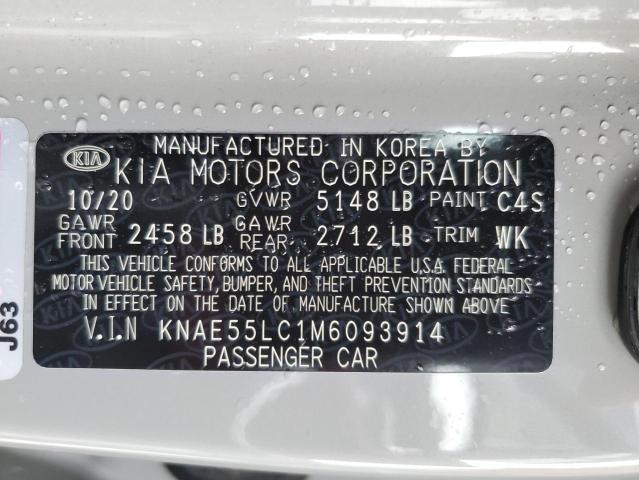 MANUFACTURED IN KOREA BY
KIA KIA MOTORS CORPORATION
10/20 GVWR 5148 LB PAINT C4S
GAWR FRONT 2458 LB GAWR REAR 2712 LB TRIM WK
THIS VEHICLE CONFORMS TO ALL APPLICABLE U.S.A. FEDERAL
MOTOR VEHICLE SAFETY, BUMPER, AND THEFT PREVENTION STANDARDS
IN EFFECT ON THE DATE OF MANUFACTURE SHOWN ABOVE.
V.I.N KNAE55LC1M6093914
PASSENGER CAR
J63